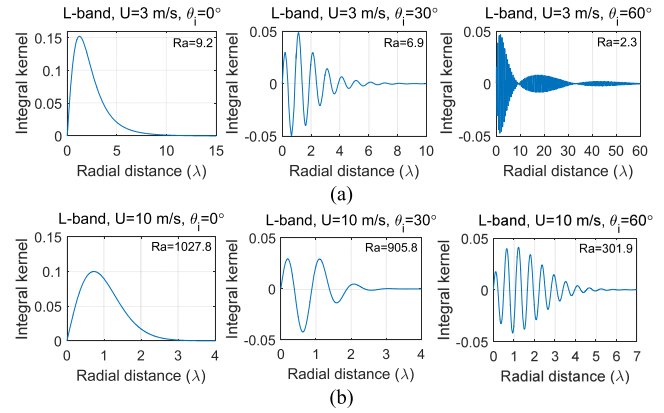 L-band, U=3 m/s, θi=0°
L-band, U=3 m/s, θi=30°
L-band, U=3 m/s, θi=60°
Integral kernel
0.15
0.1
0.05
0
Ra=9.2
0 5 10 15
Radial distance (λ)
Integral kernel
0.05
0
-0.05
Ra=6.9
0 2 4 6 8 10
Radial distance (λ)
Integral kernel
0.05
0
-0.05
Ra=2.3
0 10 20 30 40 50 60
Radial distance (λ)
(a)
L-band, U=10 m/s, θi=0°
L-band, U=10 m/s, θi=30°
L-band, U=10 m/s, θi=60°
Integral kernel
0.15
0.1
0.05
0
Ra=1027.8
0 1 2 3 4
Radial distance (λ)
Integral kernel
0.05
0
-0.05
Ra=905.8
0 1 2 3 4
Radial distance (λ)
Integral kernel
0.05
0
-0.05
Ra=301.9
0 1 2 3 4 5 6 7
Radial distance (λ)
(b)